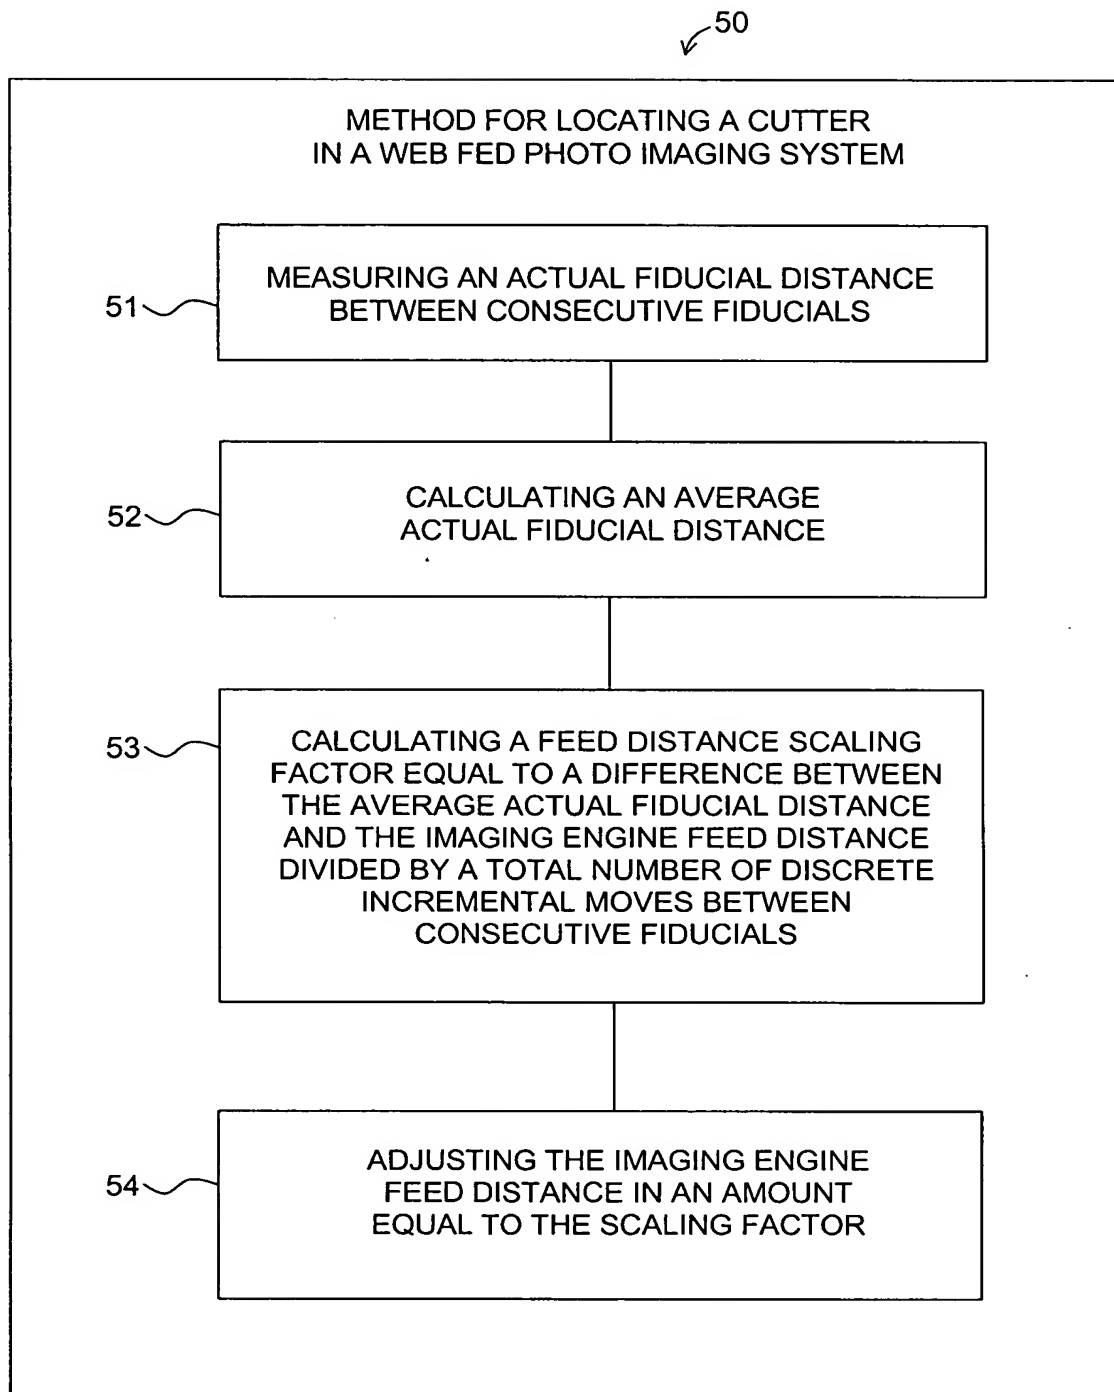 50
METHOD FOR LOCATING A CUTTER
IN A WEB FED PHOTO IMAGING SYSTEM
51
MEASURING AN ACTUAL FIDUCIAL DISTANCE
BETWEEN CONSECUTIVE FIDUCIALS
52
CALCULATING AN AVERAGE
ACTUAL FIDUCIAL DISTANCE
53
CALCULATING A FEED DISTANCE SCALING
FACTOR EQUAL TO A DIFFERENCE BETWEEN
THE AVERAGE ACTUAL FIDUCIAL DISTANCE
AND THE IMAGING ENGINE FEED DISTANCE
DIVIDED BY A TOTAL NUMBER OF DISCRETE
INCREMENTAL MOVES BETWEEN
CONSECUTIVE FIDUCIALS
54
ADJUSTING THE IMAGING ENGINE
FEED DISTANCE IN AN AMOUNT
EQUAL TO THE SCALING FACTOR